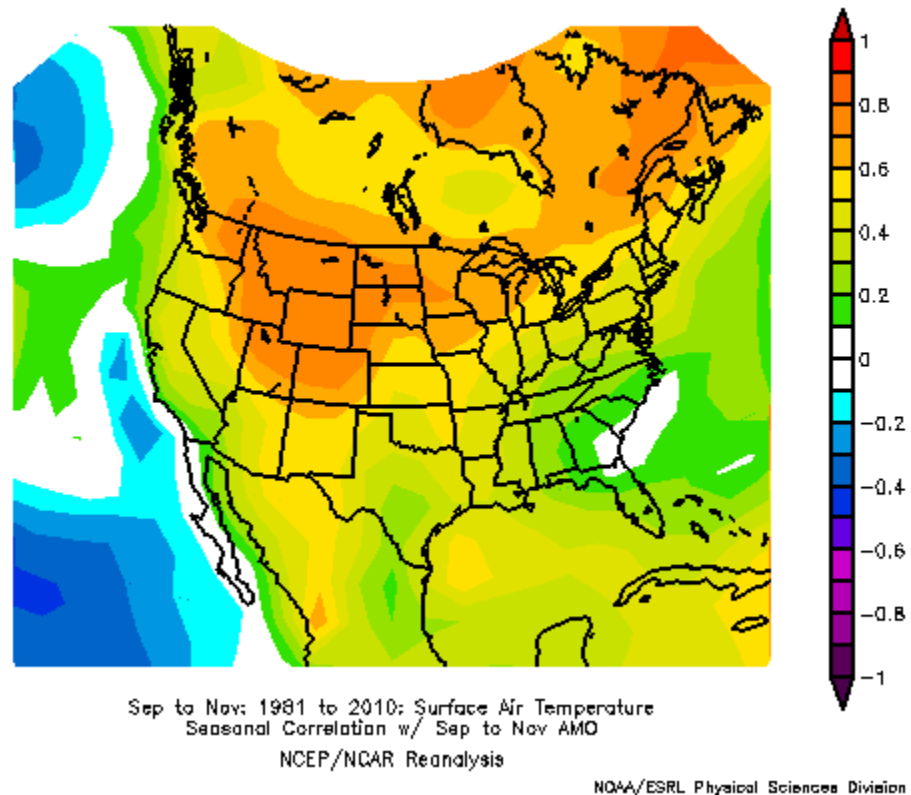 1
0.8
0.6
0.4
0.2
0
-0.2
-0.4
-0.6
-0.8
-1
Sep to Nov: 1981 to 2010: Surface Air Temperature
Seasonal Correlation w/ Sep to Nov AMO
NCEP/NCAR Reanalysis
NOAA/ESRL Physical Sciences Division